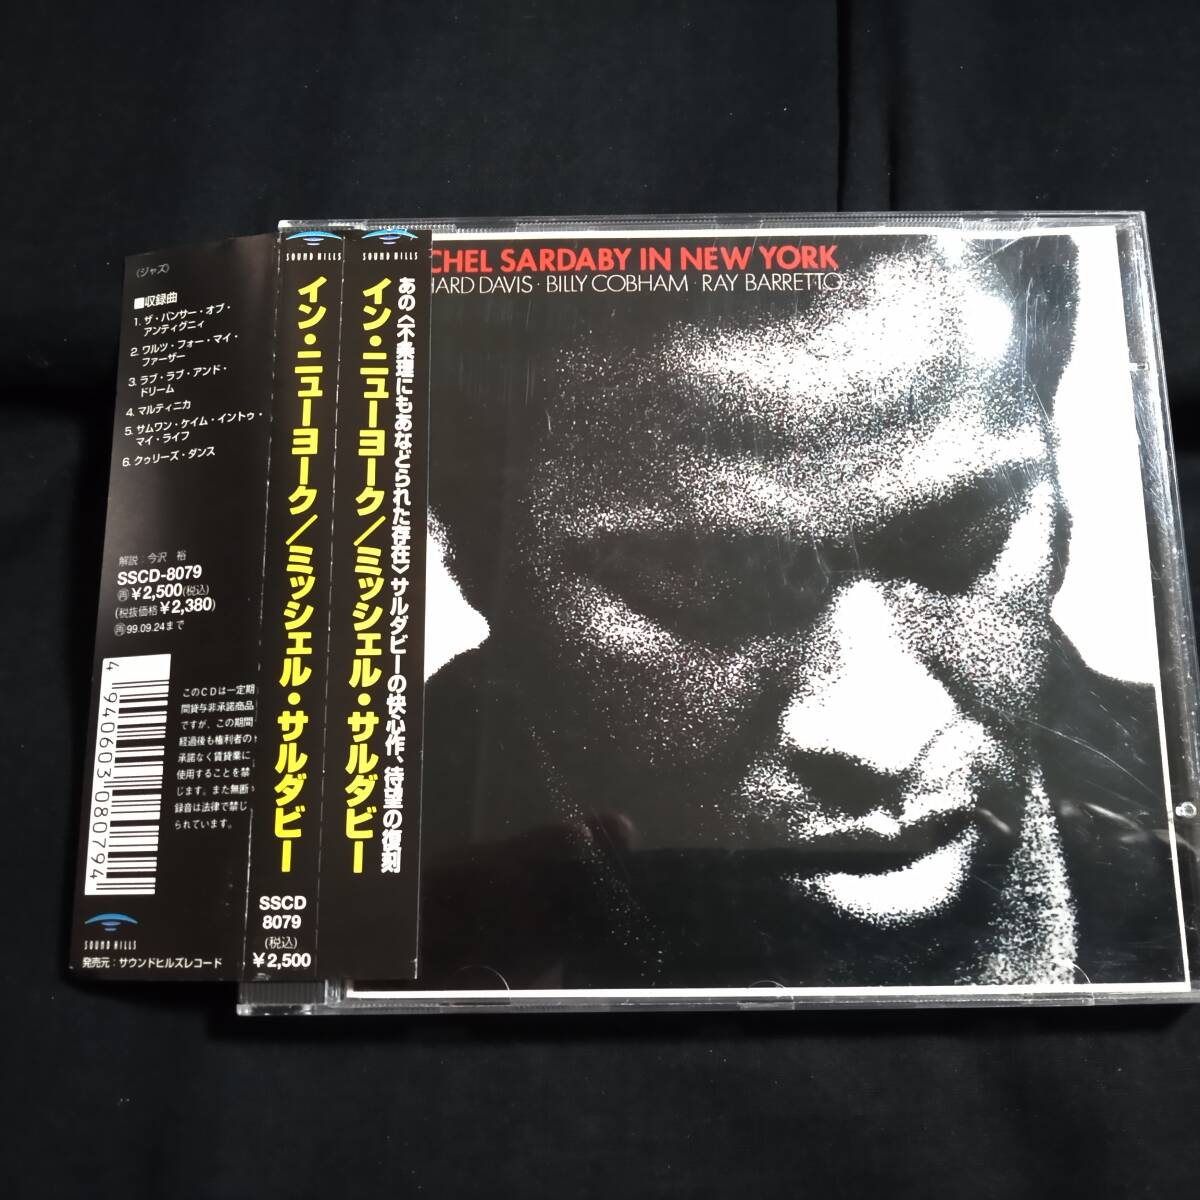 〈ジャズ〉
■収録曲
1. ザ・パンサー・オブ・
アンティグニィ
2. ワルツ・フォー・マイ・
ファーザー
3. ラブ・ラブ・アンド・
ドリーム
4. マルティニカ
5. サムワン・ケイム・イントゥ・
マイ・ライフ
6. クゥリーズ・ダンス
解説：今沢 裕
SSCD-8079
再￥2,500(税込)
(税抜価格￥2,380)
再99.09.24まで
このCDは一定期
間貸与非承諾商品
ですが、この期間
経過後も権利者の
承諾なく賃貸業に
使用することを禁
じます。また無断
録音は法律で禁じ
られています。
4 940603 080794
SOUND HILLS
発売元：サウンドヒルズレコード
SOUND HILLS
イン・ニューヨーク／ミッシェル・サルダビー
SSCD
8079
(税込)
￥2,500
SOUND HILLS
イン・ニューヨーク／ミッシェル・サルダビー
あの〈不条理にもあなどられた存在〉サルダビーの快心作、待望の復刻
CHEL SARDABY IN NEW YORK
HARD DAVIS · BILLY COBHAM · RAY BARRETTO